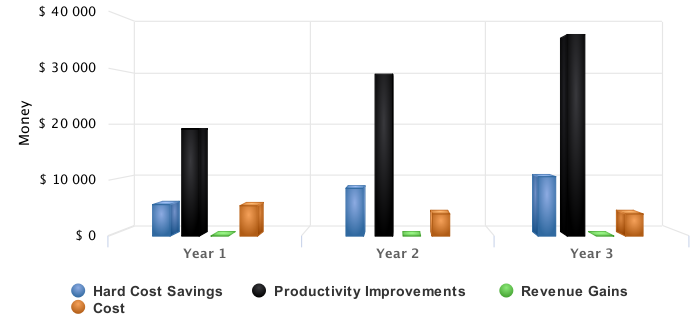 $ 40 000
$ 30 000
$ 20 000
$ 10 000
$ 0
Money
Year 1
Year 2
Year 3
Hard Cost Savings
Productivity Improvements
Revenue Gains
Cost